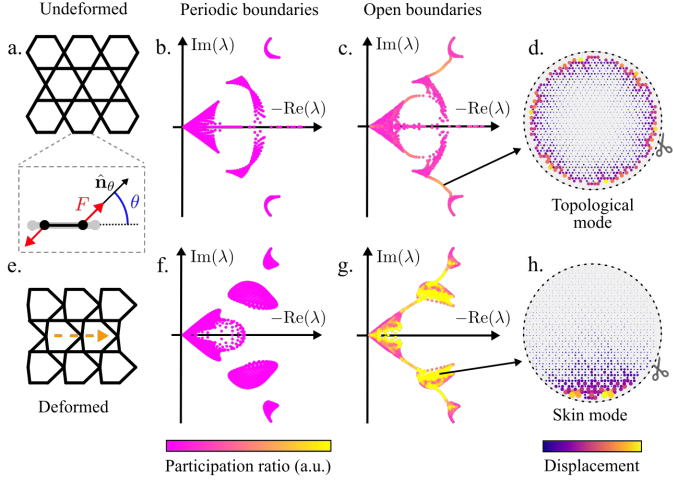 Undeformed
Periodic boundaries
Open boundaries
a.
b.
Im(λ)
−Re(λ)
c.
Im(λ)
−Re(λ)
d.
Topological
mode
n̂θ
F
θ
e.
Deformed
f.
Im(λ)
−Re(λ)
g.
Im(λ)
−Re(λ)
h.
Skin mode
Participation ratio (a.u.)
Displacement